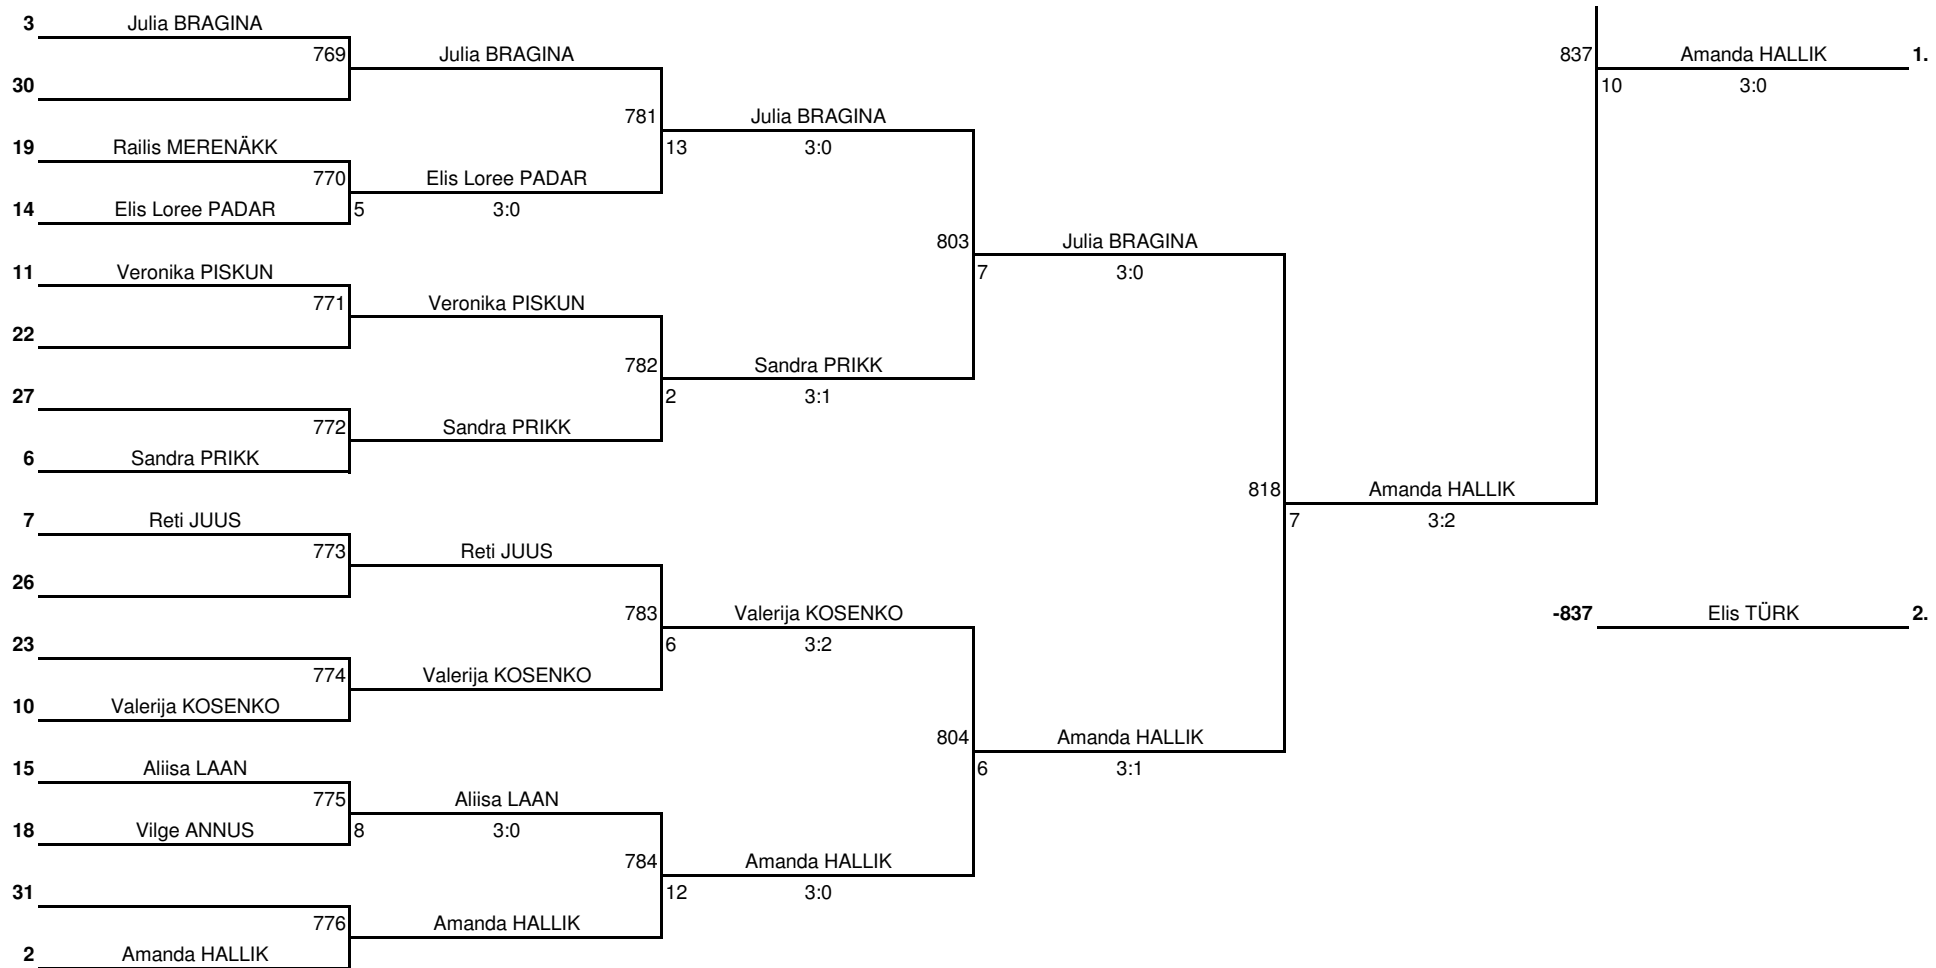 3 Julia BRAGINA
769 Julia BRAGINA 837 Amanda HALLIK 1.
30 10 3:0
781 Julia BRAGINA
19 Railis MERENÄKK 13 3:0
770 Elis Loree PADAR
14 Elis Loree PADAR 5 3:0
803 Julia BRAGINA
11 Veronika PISKUN 7 3:0
771 Veronika PISKUN
22
782 Sandra PRIKK
27 2 3:1
772 Sandra PRIKK
6 Sandra PRIKK
818 Amanda HALLIK
7 Reti JUUS 7 3:2
773 Reti JUUS
26
783 Valerija KOSENKO -837 Elis TÜRK 2.
23 6 3:2
774 Valerija KOSENKO
10 Valerija KOSENKO
804 Amanda HALLIK
15 Aliisa LAAN 6 3:1
775 Aliisa LAAN
18 Vilge ANNUS 8 3:0
784 Amanda HALLIK
31 12 3:0
776 Amanda HALLIK
2 Amanda HALLIK